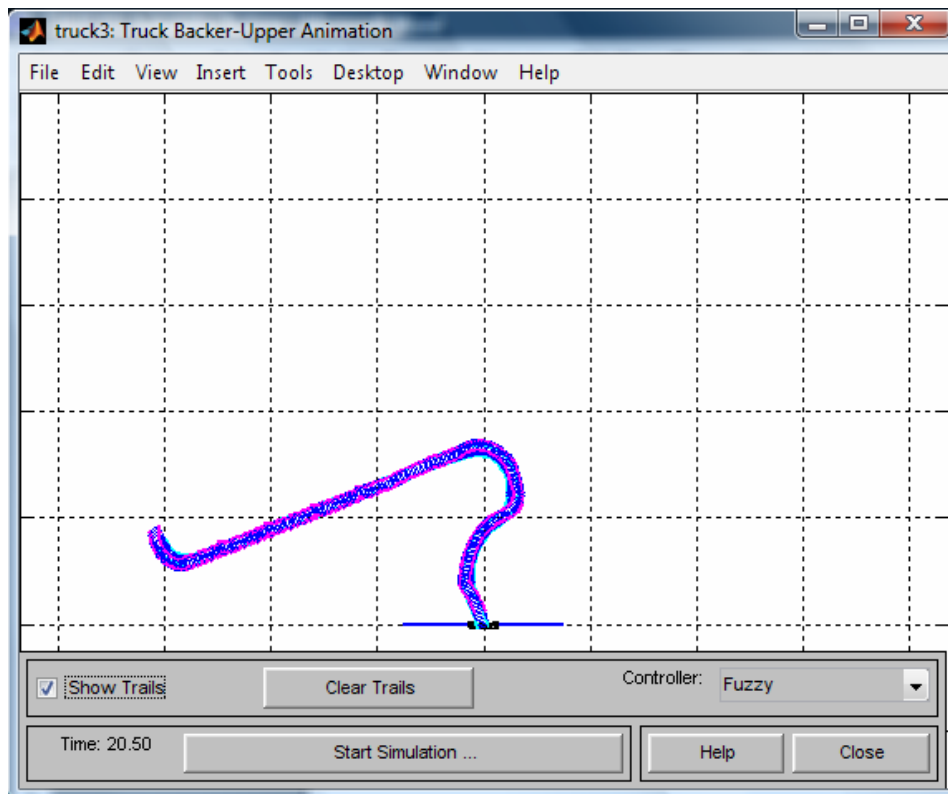 truck3: Truck Backer-Upper Animation
File Edit View Insert Tools Desktop Window Help
Show Trails Clear Trails Controller: Fuzzy
Time: 20.50 Start Simulation ... Help Close